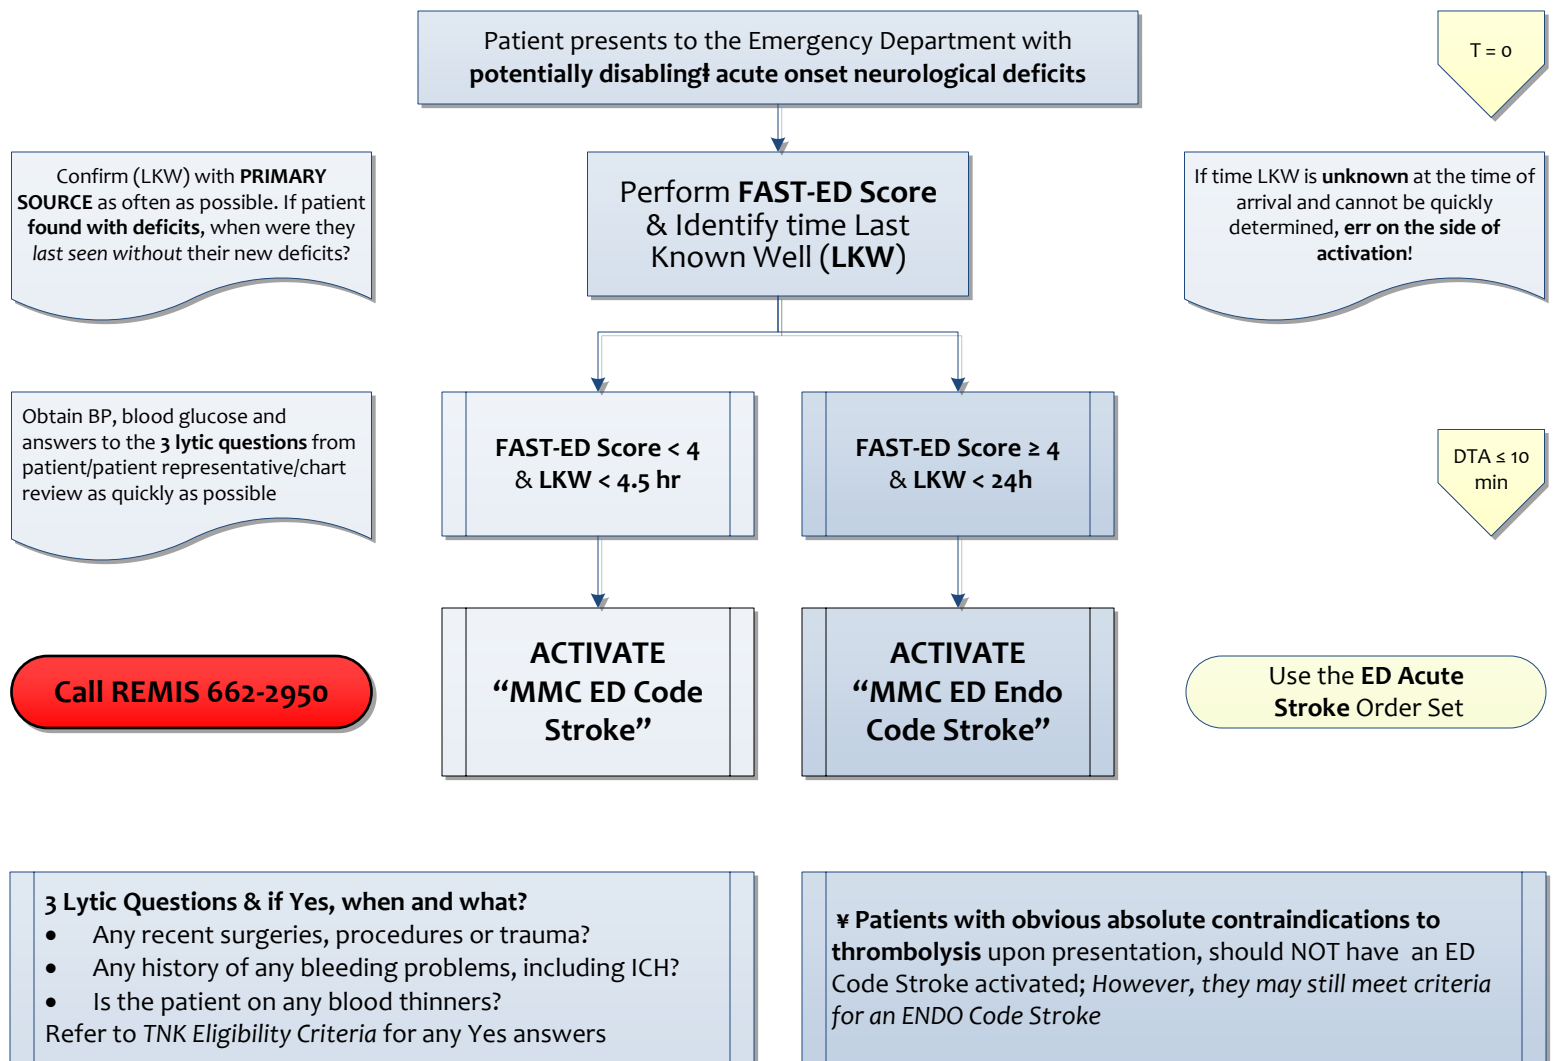 Patient presents to the Emergency Department with
potentially disablingƚ acute onset neurological deficits
T = 0
Confirm (LKW) with PRIMARY
SOURCE as often as possible. If patient
found with deficits, when were they
last seen without their new deficits?
Perform FAST-ED Score
& Identify time Last
Known Well (LKW)
If time LKW is unknown at the time of
arrival and cannot be quickly
determined, err on the side of
activation!
Obtain BP, blood glucose and
answers to the 3 lytic questions from
patient/patient representative/chart
review as quickly as possible
FAST-ED Score < 4
& LKW < 4.5 hr
FAST-ED Score ≥ 4
& LKW < 24h
DTA ≤ 10
min
Call REMIS 662-2950
ACTIVATE
“MMC ED Code
Stroke”
ACTIVATE
“MMC ED Endo
Code Stroke”
Use the ED Acute
Stroke Order Set
3 Lytic Questions & if Yes, when and what?
• Any recent surgeries, procedures or trauma?
• Any history of any bleeding problems, including ICH?
• Is the patient on any blood thinners?
Refer to TNK Eligibility Criteria for any Yes answers
¥ Patients with obvious absolute contraindications to
thrombolysis upon presentation, should NOT have an ED
Code Stroke activated; However, they may still meet criteria
for an ENDO Code Stroke